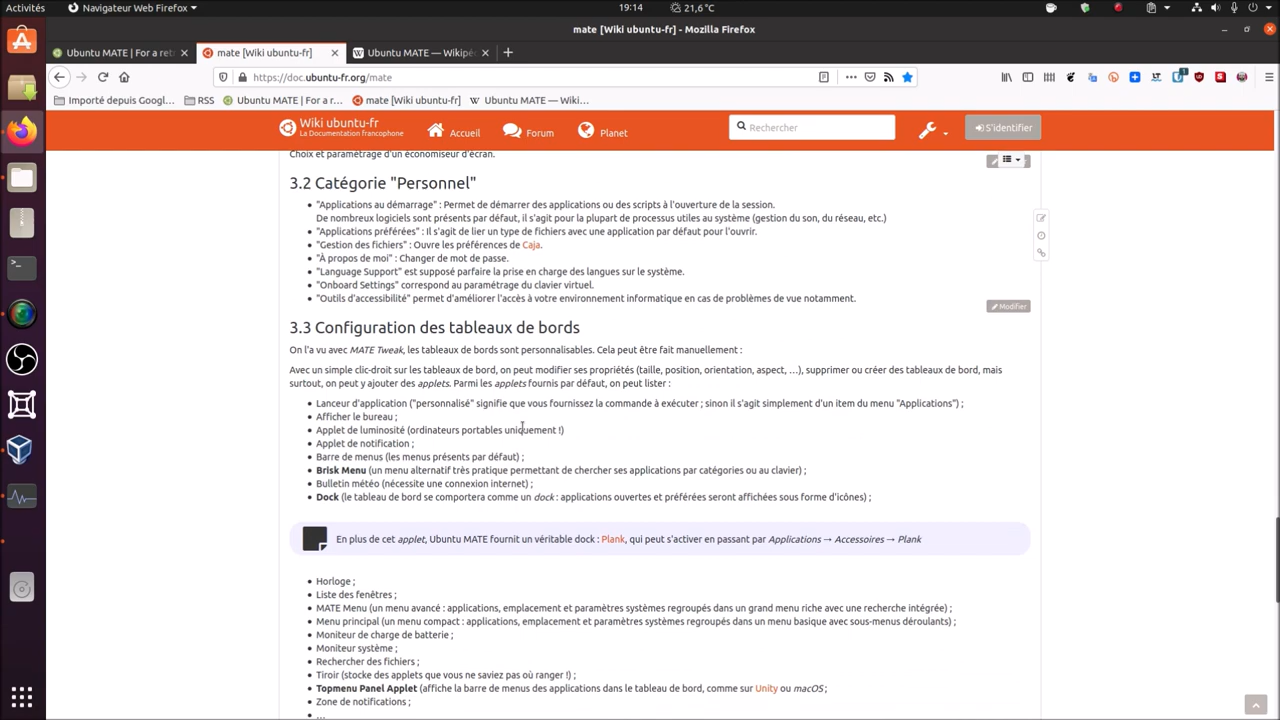 Activités Navigateur Web Firefox 19:14 21,6°C
mate [Wiki ubuntu-fr] - Mozilla Firefox
Ubuntu MATE | For a ret mate [Wiki ubuntu-fr] Ubuntu MATE — Wikipé
https://doc.ubuntu-fr.org/mate
Importé depuis Googl… RSS Ubuntu MATE | For a r… mate [Wiki ubuntu-fr] Ubuntu MATE — Wiki…
Wiki ubuntu-fr
La Documentation francophone
Accueil Forum Planet Rechercher S'identifier
Choix et paramétrage d'un économiseur d'écran.
3.2 Catégorie "Personnel"
"Applications au démarrage" : Permet de démarrer des applications ou des scripts à l'ouverture de la session.
De nombreux logiciels sont présents par défaut, il s'agit pour la plupart de processus utiles au système (gestion du son, du réseau, etc.)
"Applications préférées" : Il s'agit de lier un type de fichiers avec une application par défaut pour l'ouvrir.
"Gestion des fichiers" : Ouvre les préférences de Caja.
"À propos de moi" : Changer de mot de passe.
"Language Support" est supposé parfaire la prise en charge des langues sur le système.
"Onboard Settings" correspond au paramétrage du clavier virtuel.
"Outils d'accessibilité" permet d'améliorer l'accès à votre environnement informatique en cas de problèmes de vue notamment.
Modifier
3.3 Configuration des tableaux de bords
On l'a vu avec MATE Tweak, les tableaux de bords sont personnalisables. Cela peut être fait manuellement :
Avec un simple clic-droit sur les tableaux de bord, on peut modifier ses propriétés (taille, position, orientation, aspect, …), supprimer ou créer des tableaux de bord, mais
surtout, on peut y ajouter des applets. Parmi les applets fournis par défaut, on peut lister :
Lanceur d'application ("personnalisé" signifie que vous fournissez la commande à exécuter ; sinon il s'agit simplement d'un item du menu "Applications") ;
Afficher le bureau ;
Applet de luminosité (ordinateurs portables uniquement !)
Applet de notification ;
Barre de menus (les menus présents par défaut) ;
Brisk Menu (un menu alternatif très pratique permettant de chercher ses applications par catégories ou au clavier) ;
Bulletin météo (nécessite une connexion internet) ;
Dock (le tableau de bord se comportera comme un dock : applications ouvertes et préférées seront affichées sous forme d'icônes) ;
En plus de cet applet, Ubuntu MATE fournit un véritable dock : Plank, qui peut s'activer en passant par Applications → Accessoires → Plank
Horloge ;
Liste des fenêtres ;
MATE Menu (un menu avancé : applications, emplacement et paramètres systèmes regroupés dans un grand menu riche avec une recherche intégrée) ;
Menu principal (un menu compact : applications, emplacement et paramètres systèmes regroupés dans un menu basique avec sous-menus déroulants) ;
Moniteur de charge de batterie ;
Moniteur système ;
Rechercher des fichiers ;
Tiroir (stocke des applets que vous ne saviez pas où ranger !) ;
Topmenu Panel Applet (affiche la barre de menus des applications dans le tableau de bord, comme sur Unity ou macOS ;
Zone de notifications ;
…